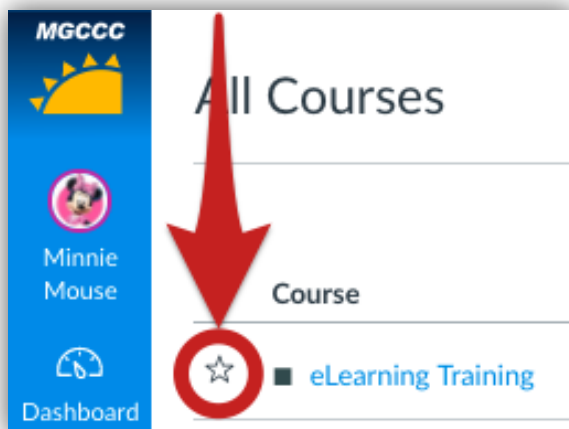 MGCCC
All Courses
Minnie
Mouse
Course
eLearning Training
Dashboard